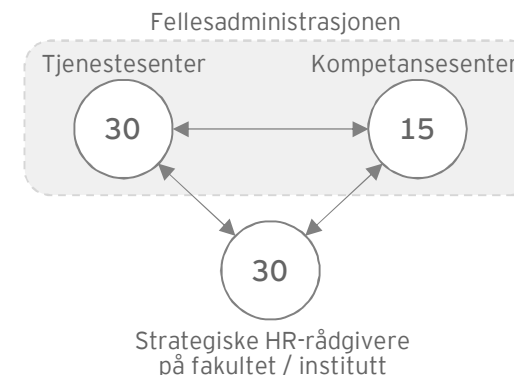 Fellesadministrasjonen
Tjenestesenter
Kompetansesenter
30
15
30
Strategiske HR-rådgivere
på fakultet / institutt